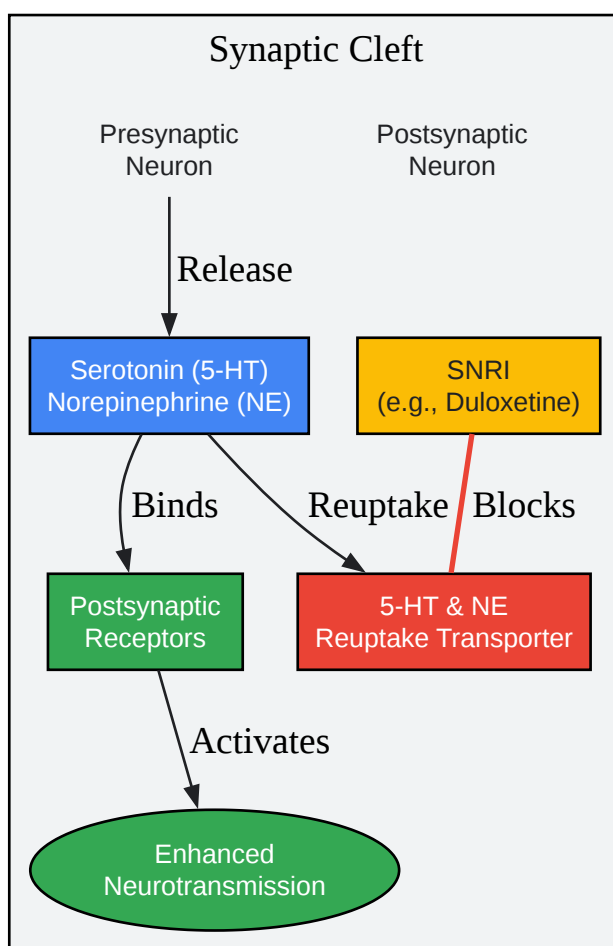 Synaptic Cleft
Presynaptic
Neuron
Postsynaptic
Neuron
Release
Serotonin (5-HT)
Norepinephrine (NE)
SNRI
(e.g., Duloxetine)
Binds
Reuptake
Blocks
Postsynaptic
Receptors
5-HT & NE
Reuptake Transporter
Activates
Enhanced
Neurotransmission